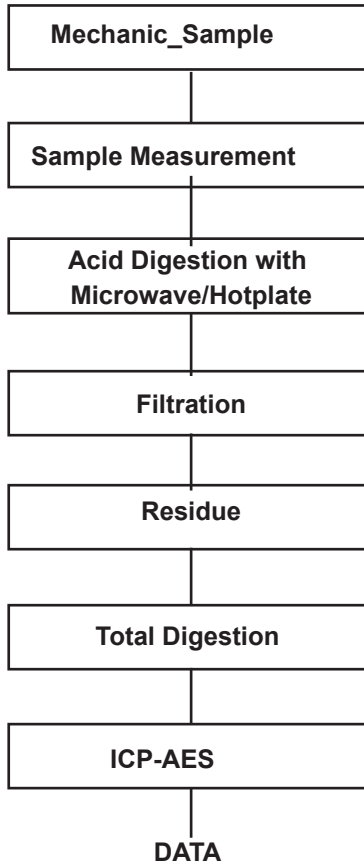 Mechanic_Sample
Sample Measurement
Acid Digestion with
Microwave/Hotplate
Filtration
Residue
Total Digestion
ICP-AES
DATA